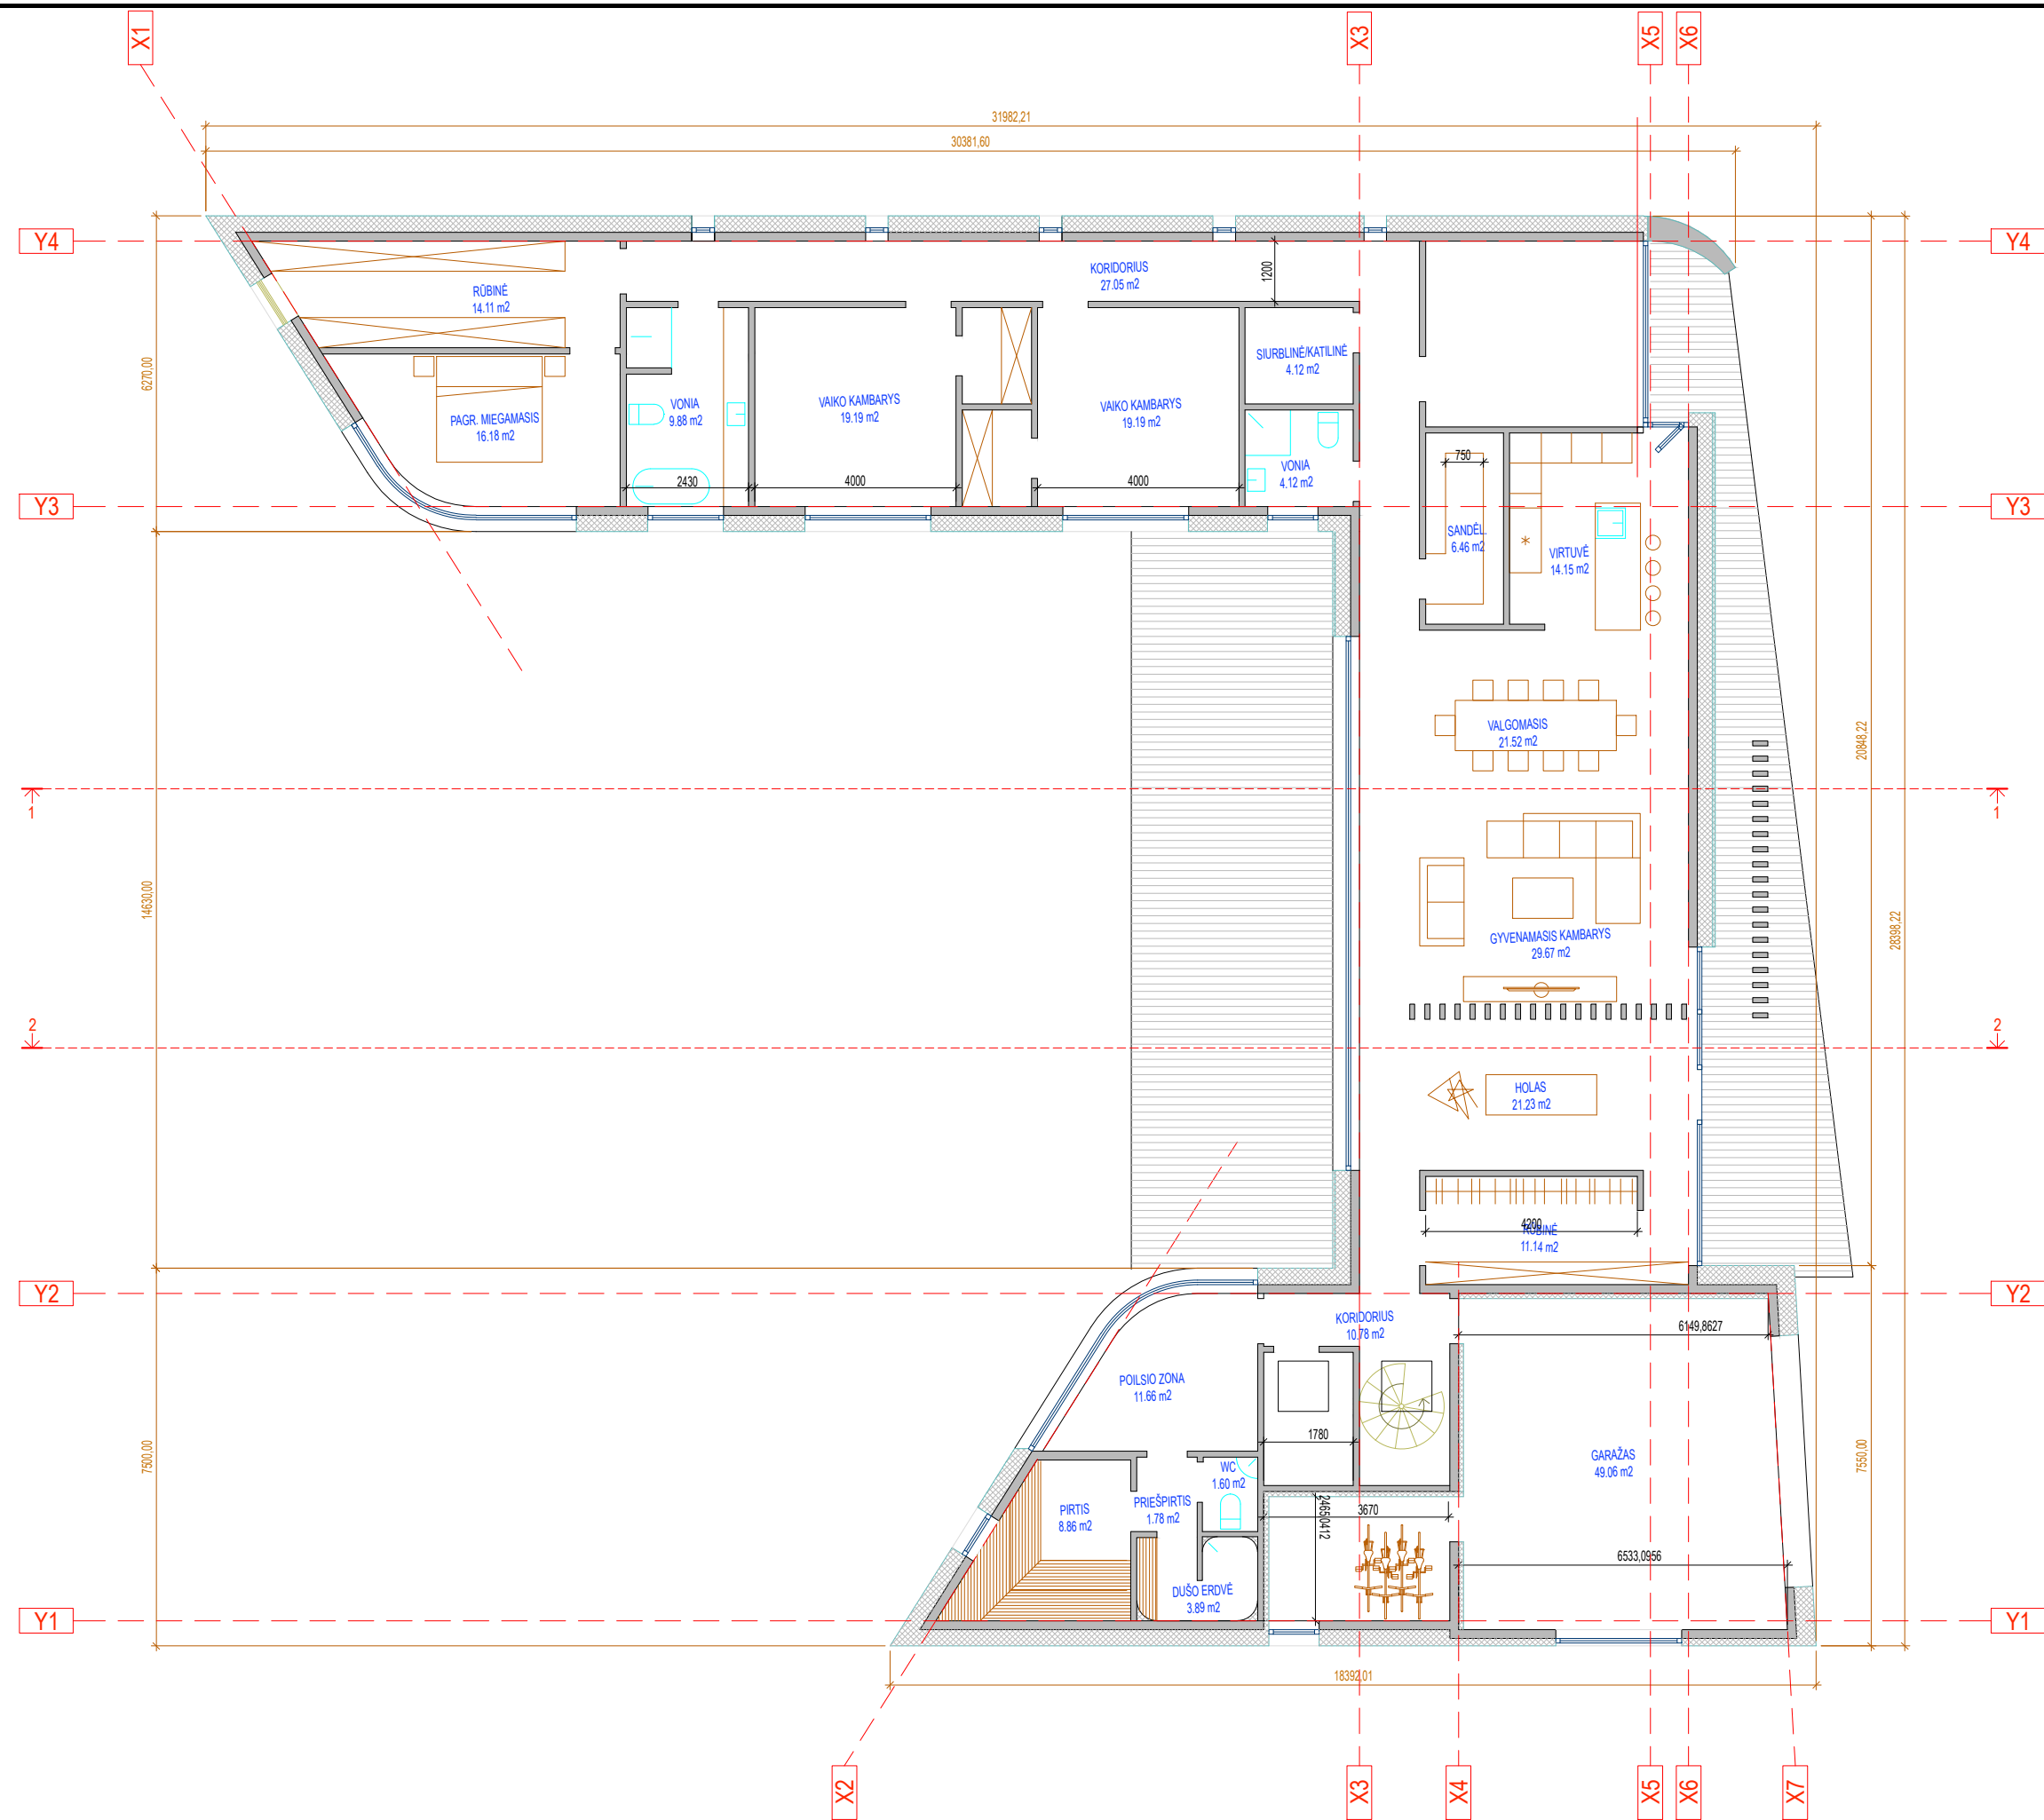 X1
X3
X5
X6
31982,21
30381,60
Y4
Y4
KORIDORIUS
27.05 m2
1200
RŪBINĖ
14.11 m2
6270,00
SIURBLINĖ/KATILINĖ
4.12 m2
VAIKO KAMBARYS
19.19 m2
VAIKO KAMBARYS
19.19 m2
VONIA
9.88 m2
PAGR. MIEGAMASIS
16.18 m2
750
VONIA
4.12 m2
2430
4000
4000
Y3
Y3
SANDĖL.
6.46 m2
VIRTUVĖ
14.15 m2
VALGOMASIS
21.52 m2
20848,22
1
1
14630,00
GYVENAMASIS KAMBARYS
29.67 m2
28398,22
2
2
HOLAS
21.23 m2
4200
RŪBINĖ
11.14 m2
Y2
Y2
KORIDORIUS
10.78 m2
6149,8627
POILSIO ZONA
11.66 m2
1780
7500,00
GARAŽAS
49.06 m2
7550,00
WC
1.60 m2
PIRTIS
8.86 m2
PRIEŠPIRTIS
1.78 m2
3670
24650412
6533,0956
DUŠO ERDVĖ
3.89 m2
Y1
Y1
18392,01
X2
X3
X4
X5
X6
X7